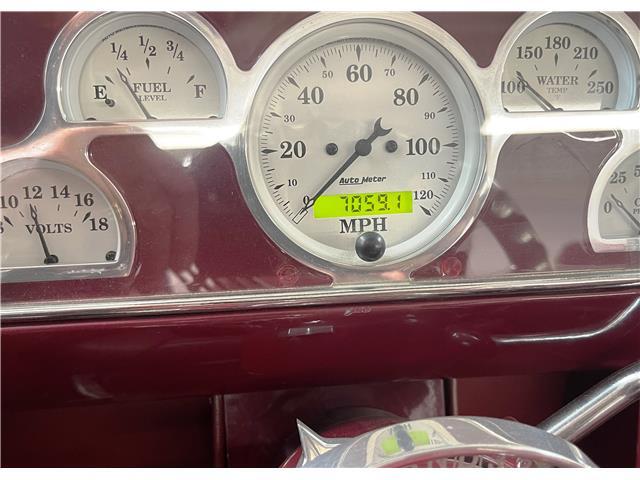 1/4 1/2 3/4
E FUEL F
LEVEL
10 12 14 16
8 VOLTS 18
0 10 20 30 40 50 60 70 80 90 100 110 120
Auto Meter
7059.1
MPH
100 150 180 210 250
WATER
TEMP °F
0 25 50